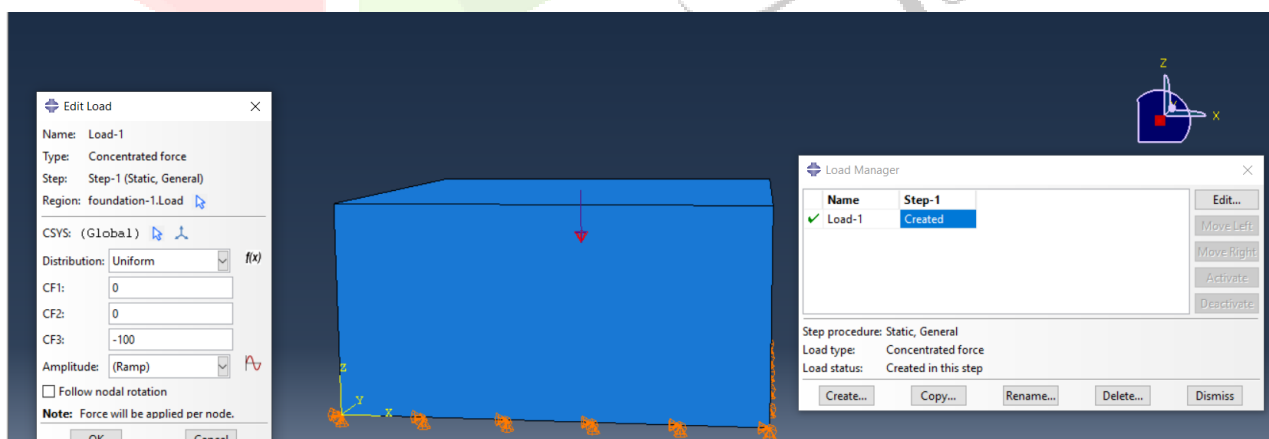 Edit Load
Name: Load-1
Type: Concentrated force
Step: Step-1 (Static, General)
Region: foundation-1.Load
CSYS: (Global)
Distribution: Uniform f(x)
CF1: 0
CF2: 0
CF3: -100
Amplitude: (Ramp)
Follow nodal rotation
Note: Force will be applied per node.
OK Cancel
Z
Y
X
Z
X
Load Manager
Name Step-1
Load-1 Created
Edit...
Move Left
Move Right
Activate
Deactivate
Step procedure: Static, General
Load type: Concentrated force
Load status: Created in this step
Create... Copy... Rename... Delete... Dismiss